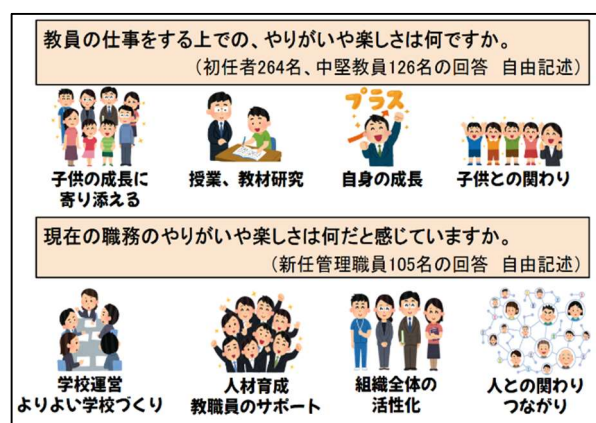 教員の仕事をする上での、やりがいや楽しさは何ですか。
(初任者264名、中堅教員126名の回答 自由記述)
プラス
子供の成長に
寄り添える
授業、教材研究
自身の成長
子供との関わり
現在の職務のやりがいや楽しさは何だと感じていますか。
(新任管理職員105名の回答 自由記述)
学校運営
よりよい学校づくり
人材育成
教職員のサポート
組織全体の
活性化
人との関わり
つながり